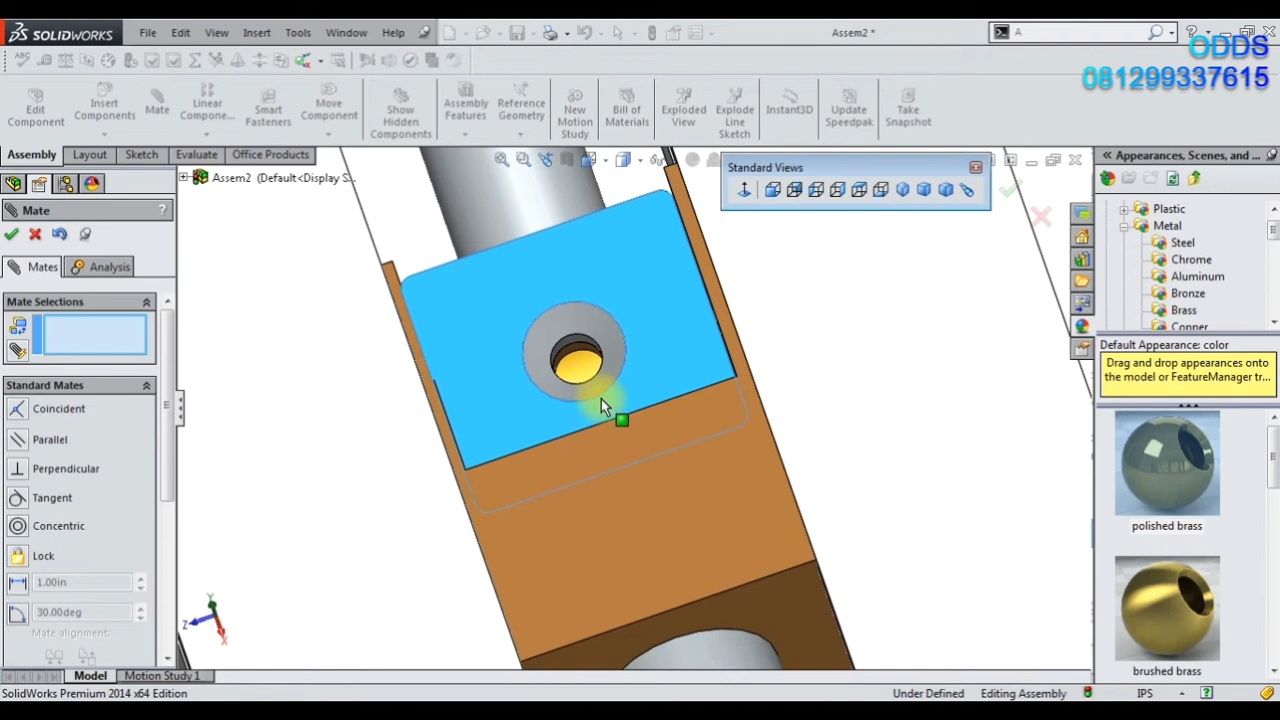 SOLIDWORKS File Edit View Insert Tools Window Help Assem2 * A
ODDS
081299337615
Edit Component
Insert Components
Mate
Linear Compone...
Smart Fasteners
Move Component
Show Hidden Components
Assembly Features
Reference Geometry
New Motion Study
Bill of Materials
Exploded View
Explode Line Sketch
Instant3D
Update Speedpak
Take Snapshot
Assembly Layout Sketch Evaluate Office Products
Standard Views
Appearances, Scenes, and...
Assem2 (Default<Display S...
Mate ?
Mates Analysis
Mate Selections
Standard Mates
Coincident
Parallel
Perpendicular
Tangent
Concentric
Lock
1.00in
30.00deg
Mate alignment:
Plastic
Metal
Steel
Chrome
Aluminum
Bronze
Brass
Copper
Default Appearance: color
Drag and drop appearances onto
the model or FeatureManager tr...
polished brass
brushed brass
Z Y X
Model Motion Study 1
SolidWorks Premium 2014 x64 Edition Under Defined Editing Assembly IPS ?